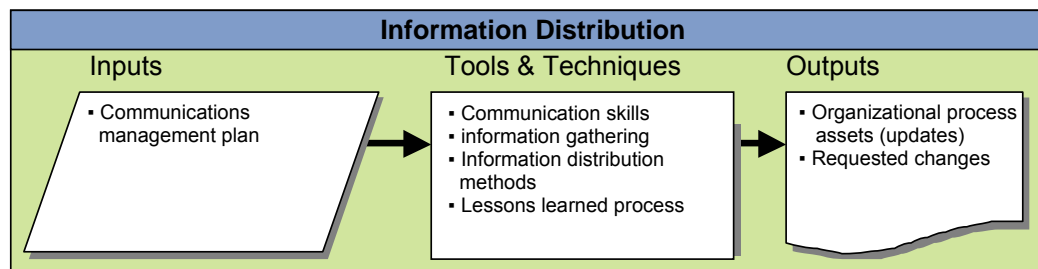 Information Distribution
Inputs
▪ Communications
management plan
Tools & Techniques
▪ Communication skills
▪ information gathering
▪ Information distribution
methods
▪ Lessons learned process
Outputs
▪ Organizational process
assets (updates)
▪ Requested changes